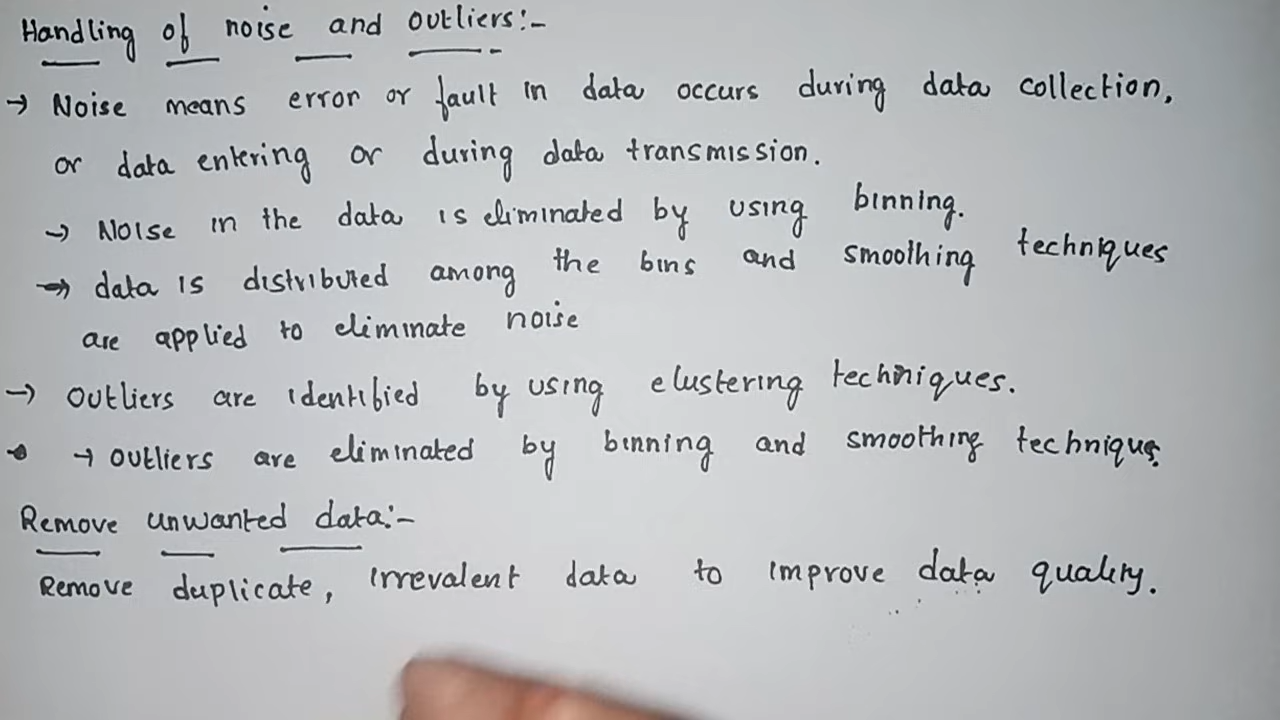 Handling of noise and outliers:-
→ Noise means error or fault in data occurs during data collection,
or data entering or during data transmission.
→ Noise in the data is eliminated by using binning.
→ data is distributed among the bins and smoothing techniques
are applied to eliminate noise
→ Outliers are identified by using clustering techniques.
→ outliers are eliminated by binning and smoothing technique.
Remove unwanted data:-
Remove duplicate, irrevalent data to improve data quality.